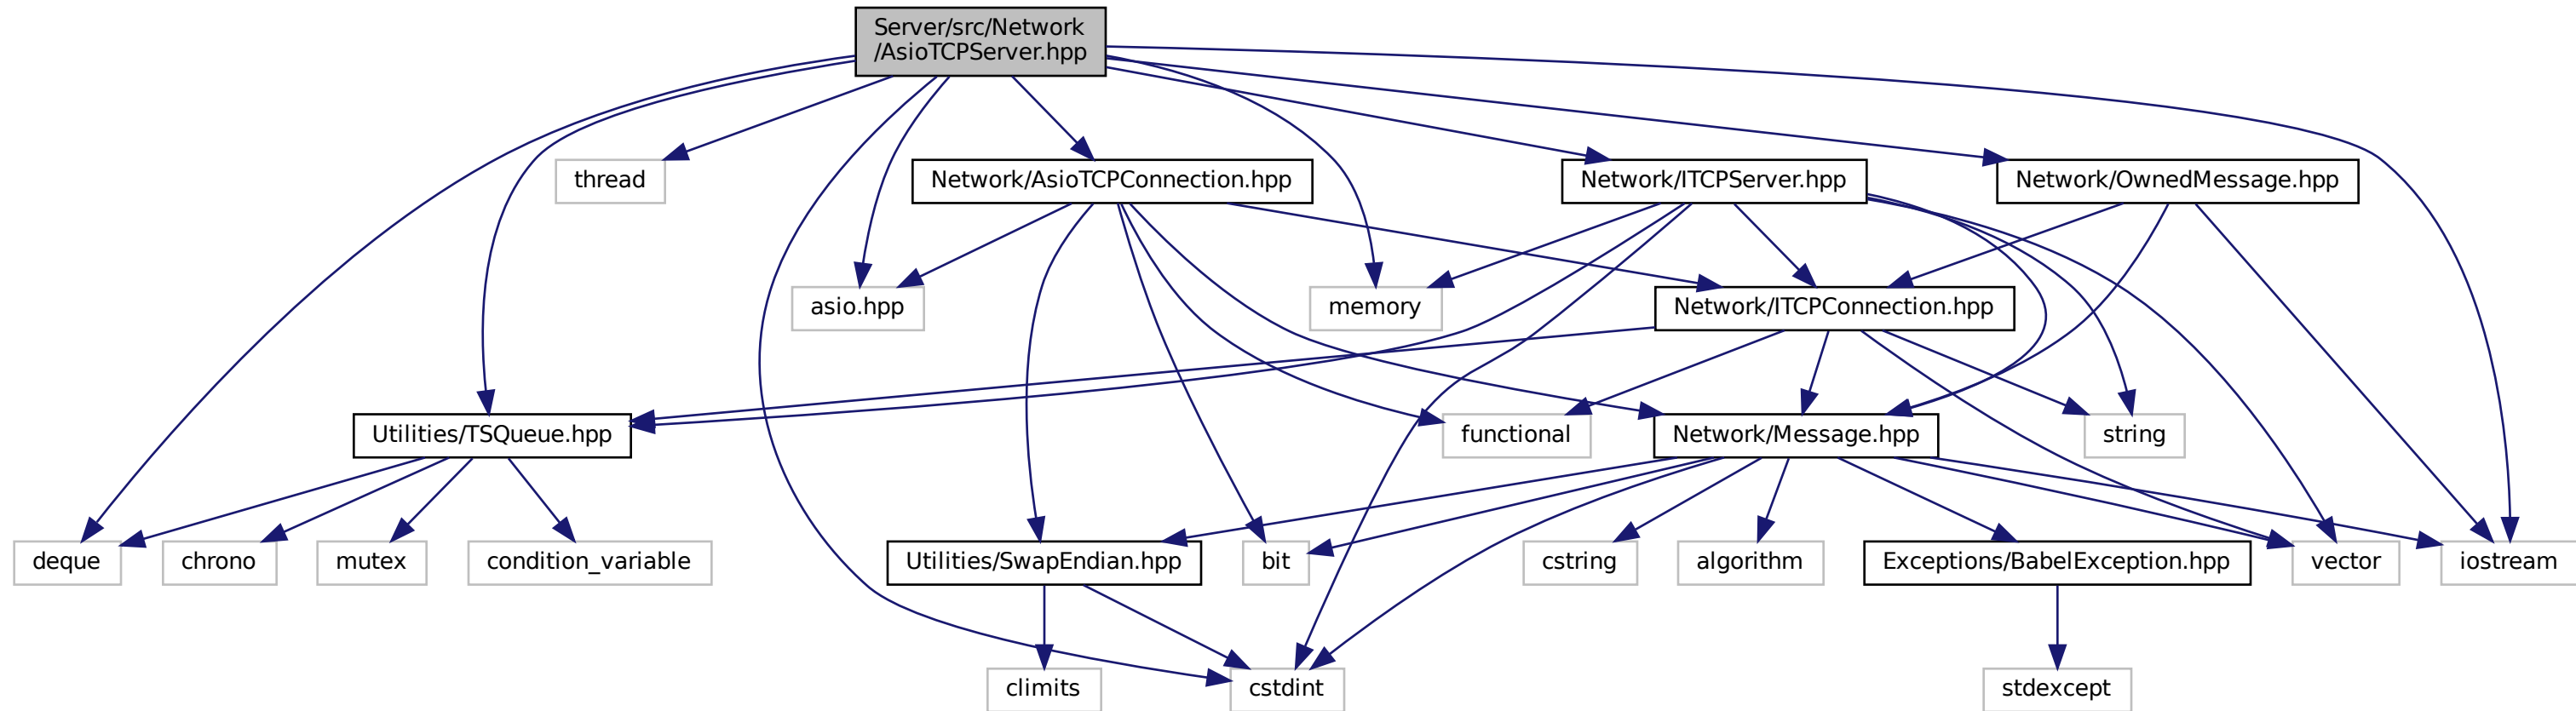 Server/src/Network
/AsioTCPServer.hpp
thread
Network/AsioTCPConnection.hpp
Network/ITCPServer.hpp
Network/OwnedMessage.hpp
asio.hpp
memory
Network/ITCPConnection.hpp
Utilities/TSQueue.hpp
functional
Network/Message.hpp
string
deque
chrono
mutex
condition_variable
Utilities/SwapEndian.hpp
bit
cstring
algorithm
Exceptions/BabelException.hpp
vector
iostream
climits
cstdint
stdexcept